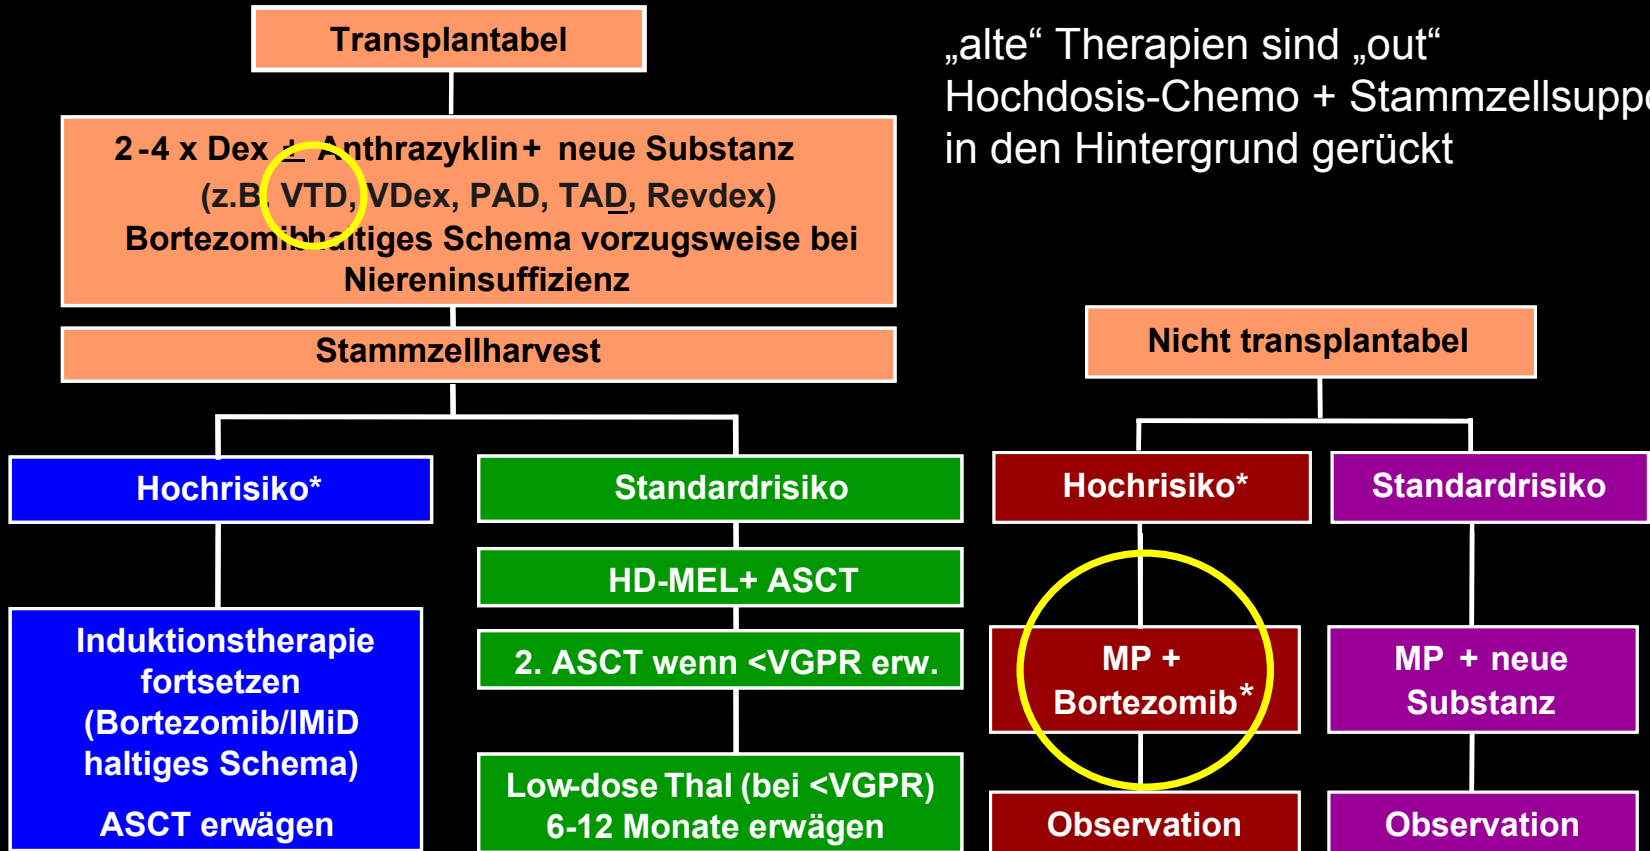 Transplantabel
„alte“ Therapien sind „out“
Hochdosis-Chemo + Stammzellsuppo
in den Hintergrund gerückt
2-4 x Dex + Anthrazyklin+ neue Substanz
(z.B. VTD, VDex, PAD, TAD, Revdex)
Bortezomibhaltiges Schema vorzugsweise bei
Niereninsuffizienz
Stammzellharvest
Nicht transplantabel
Hochrisiko*
Standardrisiko
Hochrisiko*
Standardrisiko
Induktionstherapie
fortsetzen
(Bortezomib/IMiD
haltiges Schema)
ASCT erwägen
HD-MEL+ ASCT
2. ASCT wenn <VGPR erw.
Low-dose Thal (bei <VGPR)
6-12 Monate erwägen
MP +
Bortezomib*
Observation
MP + neue
Substanz
Observation